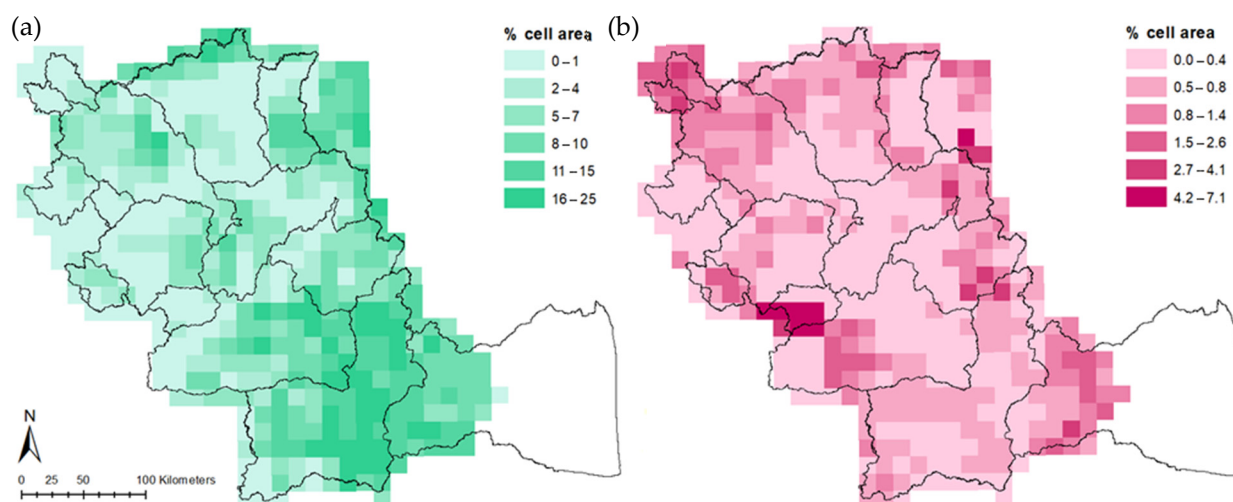 (a)
% cell area
0 – 1
2 – 4
5 – 7
8 – 10
11 – 15
16 – 25
N
0 25 50 100 Kilometers
(b)
% cell area
0.0 – 0.4
0.5 – 0.8
0.8 – 1.4
1.5 – 2.6
2.7 – 4.1
4.2 – 7.1